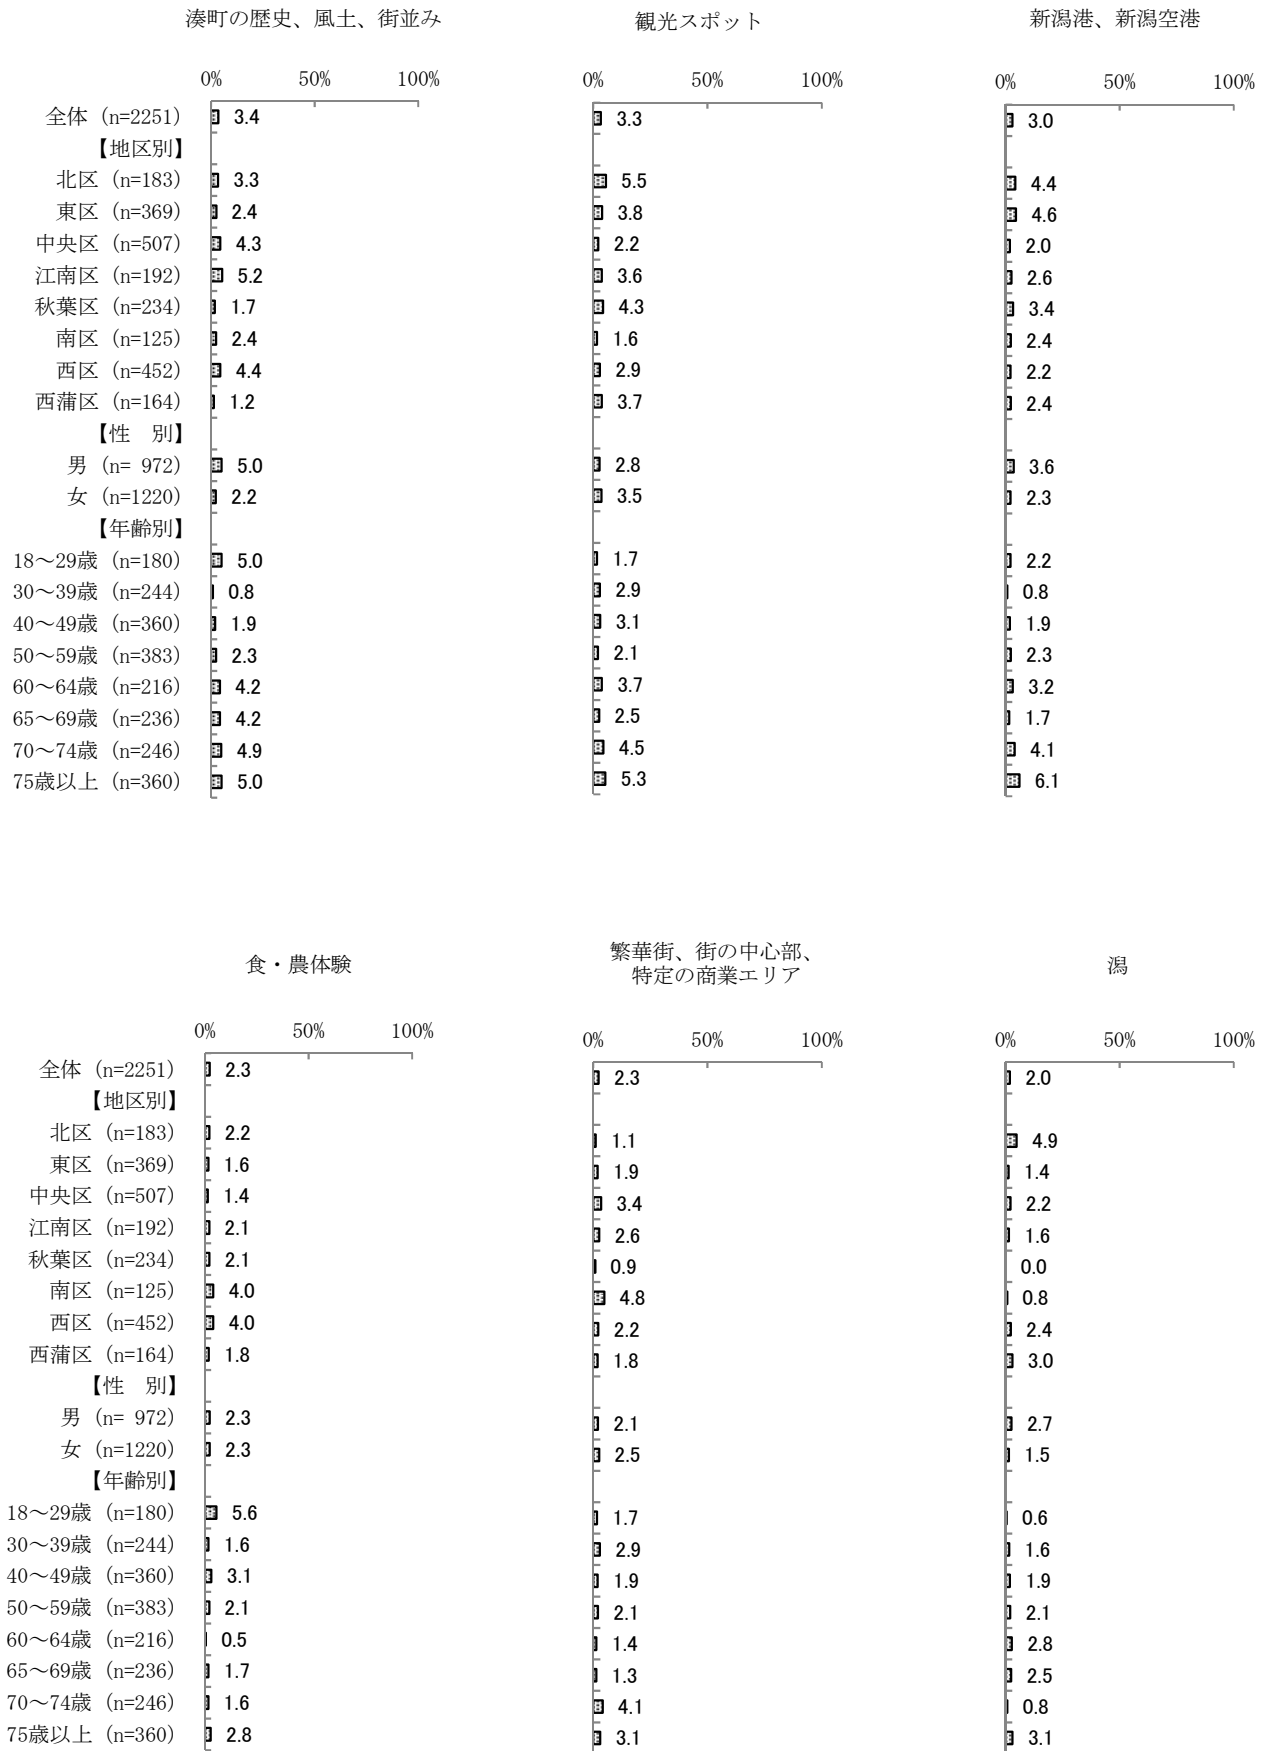 湊町の歴史、風土、街並み
0% 50% 100%
全体 (n=2251) 3.4
【地区別】
北区 (n=183) 3.3
東区 (n=369) 2.4
中央区 (n=507) 4.3
江南区 (n=192) 5.2
秋葉区 (n=234) 1.7
南区 (n=125) 2.4
西区 (n=452) 4.4
西蒲区 (n=164) 1.2
【性　別】
男 (n= 972) 5.0
女 (n=1220) 2.2
【年齢別】
18～29歳 (n=180) 5.0
30～39歳 (n=244) 0.8
40～49歳 (n=360) 1.9
50～59歳 (n=383) 2.3
60～64歳 (n=216) 4.2
65～69歳 (n=236) 4.2
70～74歳 (n=246) 4.9
75歳以上 (n=360) 5.0
観光スポット
0% 50% 100%
3.3
5.5
3.8
2.2
3.6
4.3
1.6
2.9
3.7
2.8
3.5
1.7
2.9
3.1
2.1
3.7
2.5
4.5
5.3
新潟港、新潟空港
0% 50% 100%
3.0
4.4
4.6
2.0
2.6
3.4
2.4
2.2
2.4
3.6
2.3
2.2
0.8
1.9
2.3
3.2
1.7
4.1
6.1
食・農体験
0% 50% 100%
全体 (n=2251) 2.3
【地区別】
北区 (n=183) 2.2
東区 (n=369) 1.6
中央区 (n=507) 1.4
江南区 (n=192) 2.1
秋葉区 (n=234) 2.1
南区 (n=125) 4.0
西区 (n=452) 4.0
西蒲区 (n=164) 1.8
【性　別】
男 (n= 972) 2.3
女 (n=1220) 2.3
【年齢別】
18～29歳 (n=180) 5.6
30～39歳 (n=244) 1.6
40～49歳 (n=360) 3.1
50～59歳 (n=383) 2.1
60～64歳 (n=216) 0.5
65～69歳 (n=236) 1.7
70～74歳 (n=246) 1.6
75歳以上 (n=360) 2.8
繁華街、街の中心部、
特定の商業エリア
0% 50% 100%
2.3
1.1
1.9
3.4
2.6
0.9
4.8
2.2
1.8
2.1
2.5
1.7
2.9
1.9
2.1
1.4
1.3
4.1
3.1
潟
0% 50% 100%
2.0
4.9
1.4
2.2
1.6
0.0
0.8
2.4
3.0
2.7
1.5
0.6
1.6
1.9
2.1
2.8
2.5
0.8
3.1